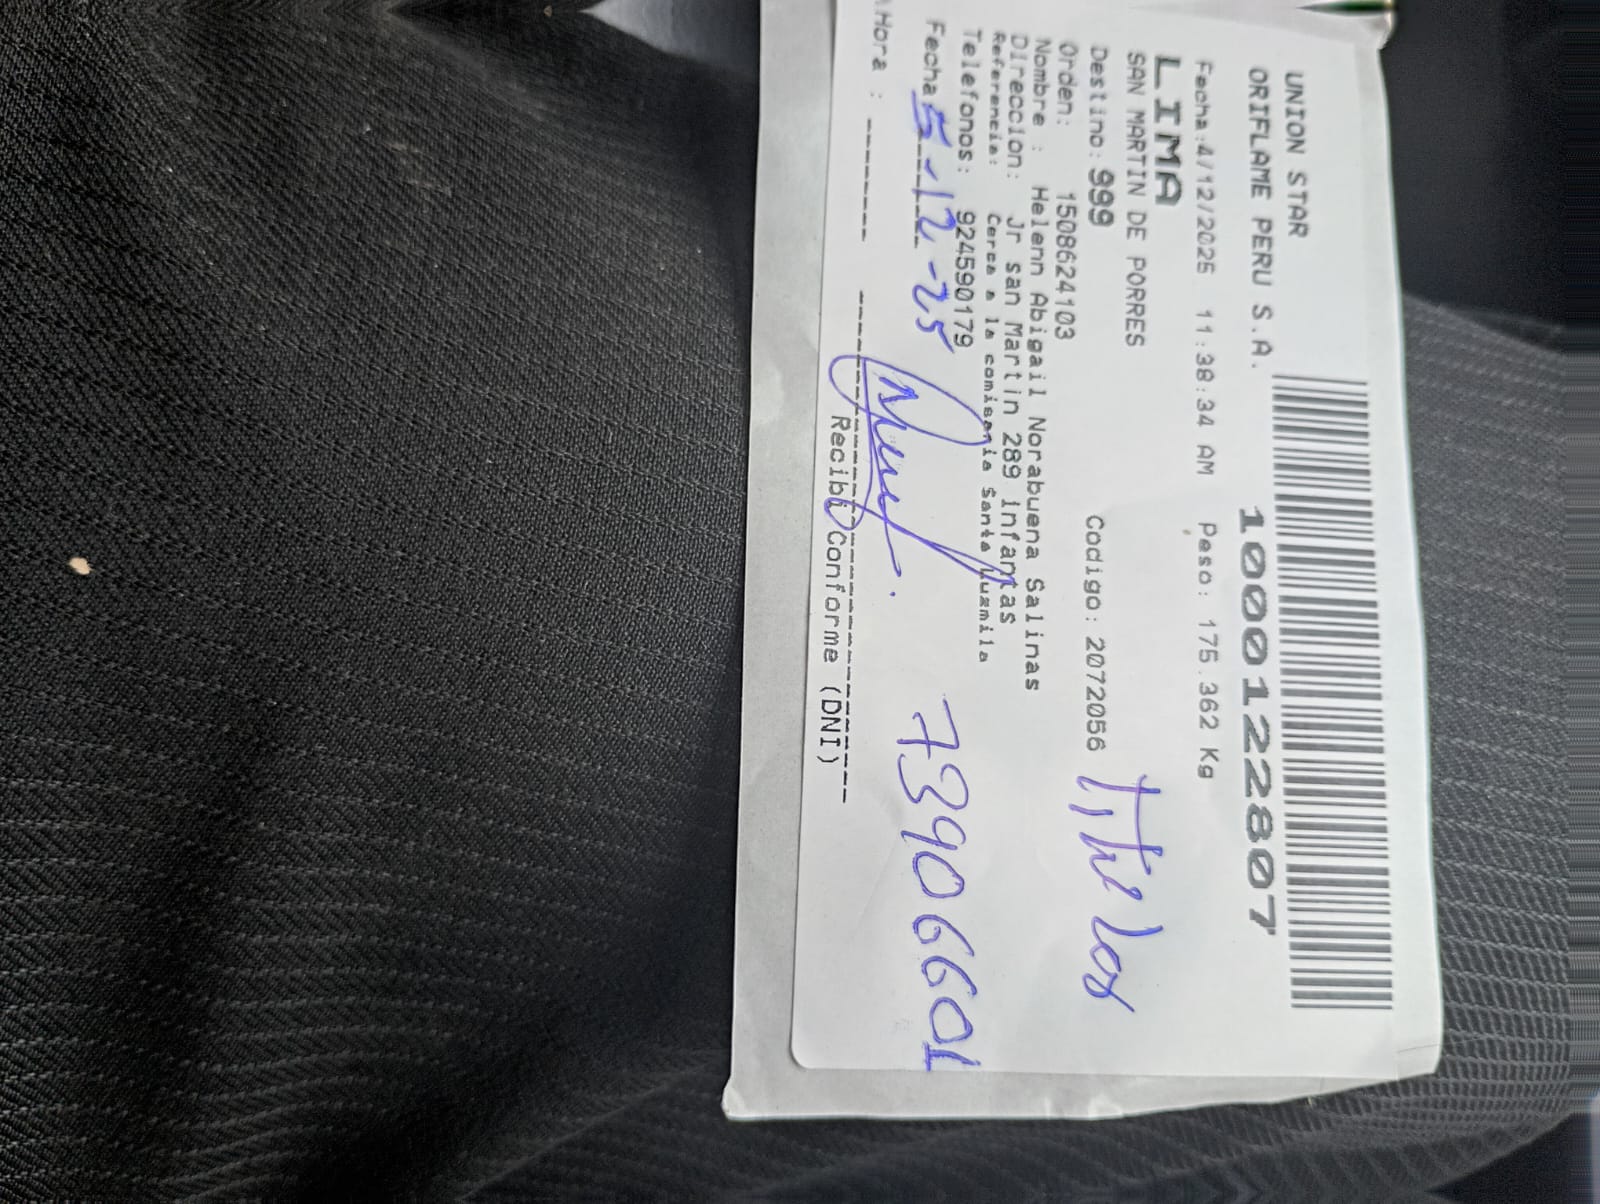 UNION STAR
ORIFLAME PERU S.A.
10001222807
Fecha:4/12/2025 11:38:34 AM Peso: 175.362 Kg
LIMA
SAN MARTIN DE PORRES
Destino: 999 Codigo: 2072056
Titular
Orden: 1508624103
Nombre : Helenn Abigail Norabuena Salinas
Direccion: Jr san Martin 289 infantas
Referencia: Cerca a la comisaria Santa Luzmila
Telefonos: 924590179
Fecha 5-12-25
73906601
Hora :
Recibi Conforme (DNI)